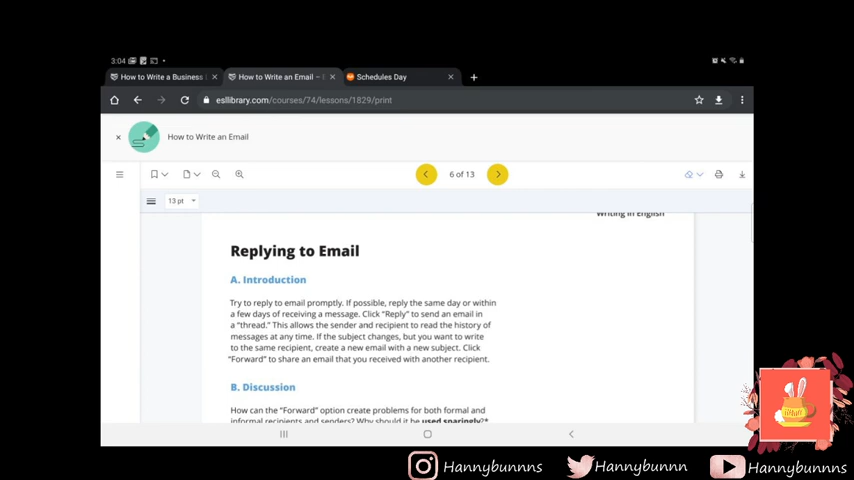 3:04
How to Write a Business
How to Write an Email –
Schedules Day
esllibrary.com/courses/74/lessons/1829/print
How to Write an Email
6 of 13
13 pt
Writing in English
Replying to Email
A. Introduction
Try to reply to email promptly. If possible, reply the same day or within
a few days of receiving a message. Click “Reply” to send an email in
a “thread.” This allows the sender and recipient to read the history of
messages at any time. If the subject changes, but you want to write
to the same recipient, create a new email with a new subject. Click
“Forward” to share an email that you received with another recipient.
B. Discussion
How can the “Forward” option create problems for both formal and
informal recipients and senders? Why should it be used sparingly?*
Hannybunnns
Hannybunnn
Hannybunnns